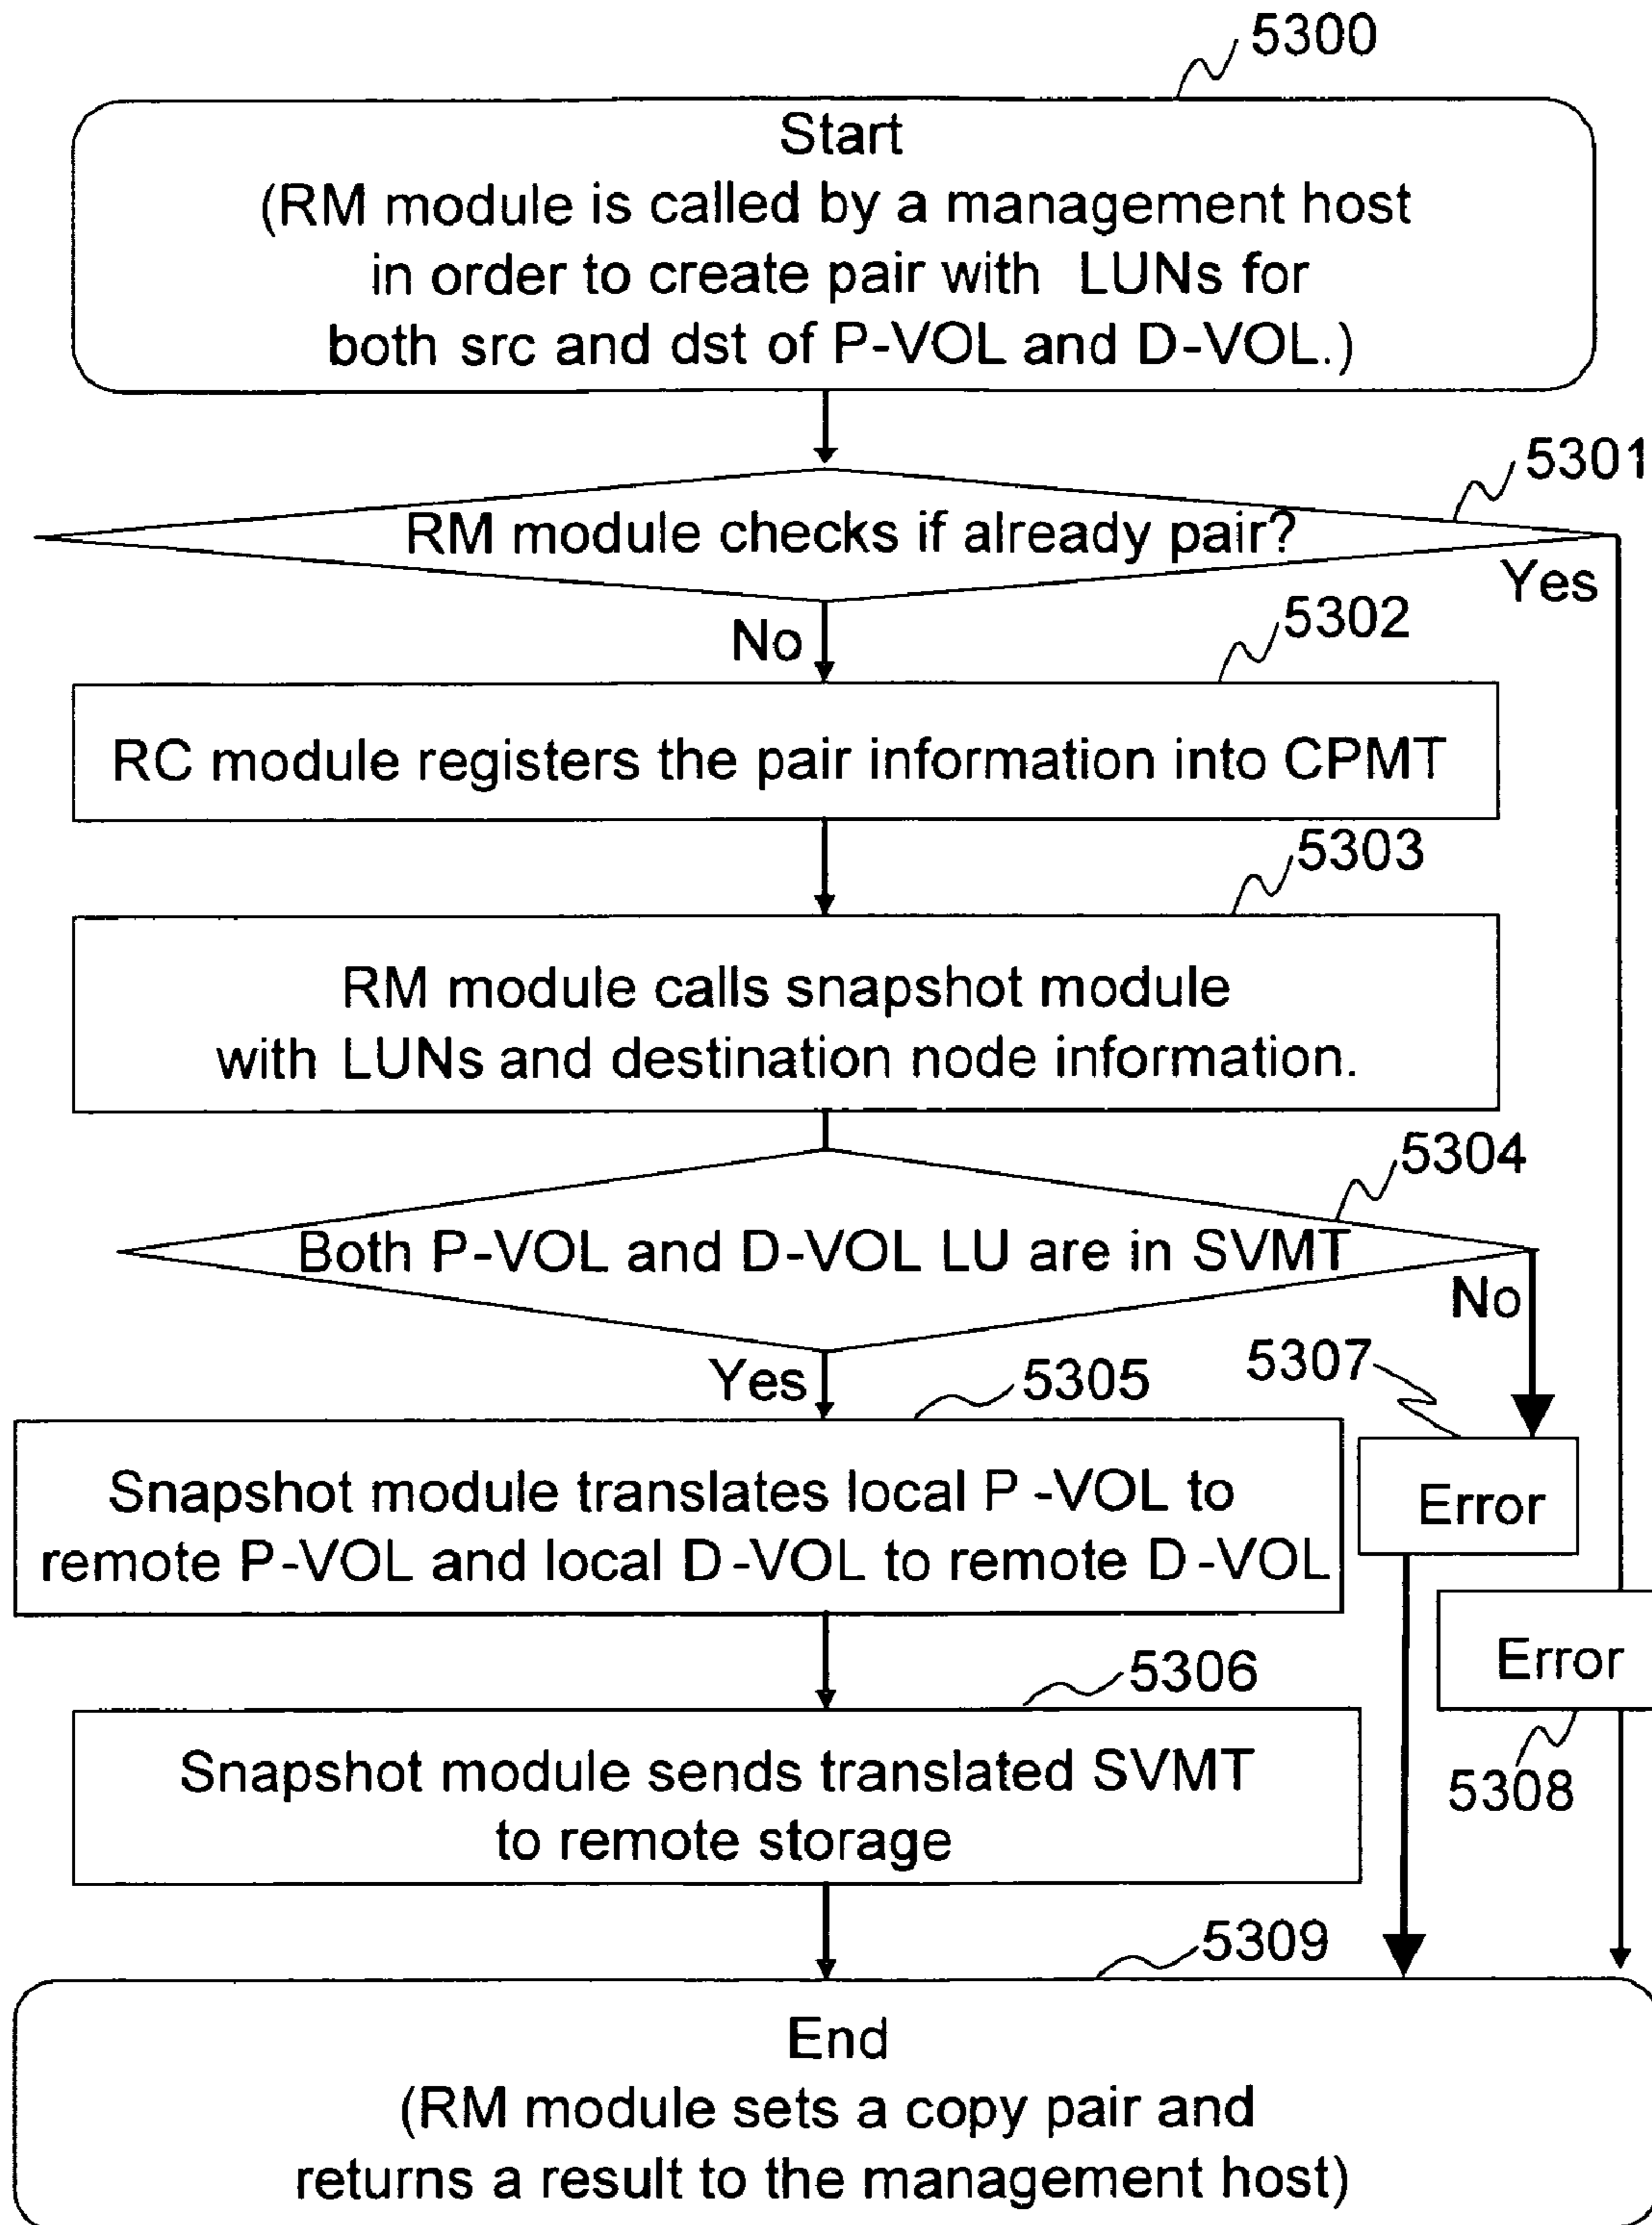 5300
Start
(RM module is called by a management host
in order to create pair with LUNs for
both src and dst of P-VOL and D-VOL.)
5301
RM module checks if already pair?
Yes
No
5302
RC module registers the pair information into CPMT
5303
RM module calls snapshot module
with LUNs and destination node information.
5304
Both P-VOL and D-VOL LU are in SVMT
No
Yes
5305
5307
Snapshot module translates local P-VOL to
remote P-VOL and local D-VOL to remote D-VOL
Error
Error
5306
Snapshot module sends translated SVMT
to remote storage
5308
5309
End
(RM module sets a copy pair and
returns a result to the management host)